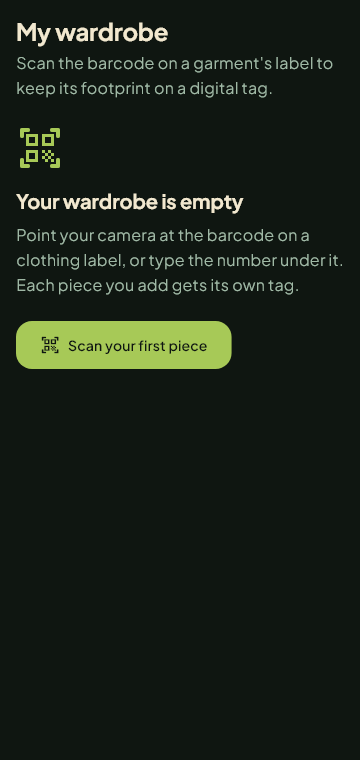 My wardrobe
Scan the barcode on a garment's label to
keep its footprint on a digital tag.
Your wardrobe is empty
Point your camera at the barcode on a
clothing label, or type the number under it.
Each piece you add gets its own tag.
Scan your first piece